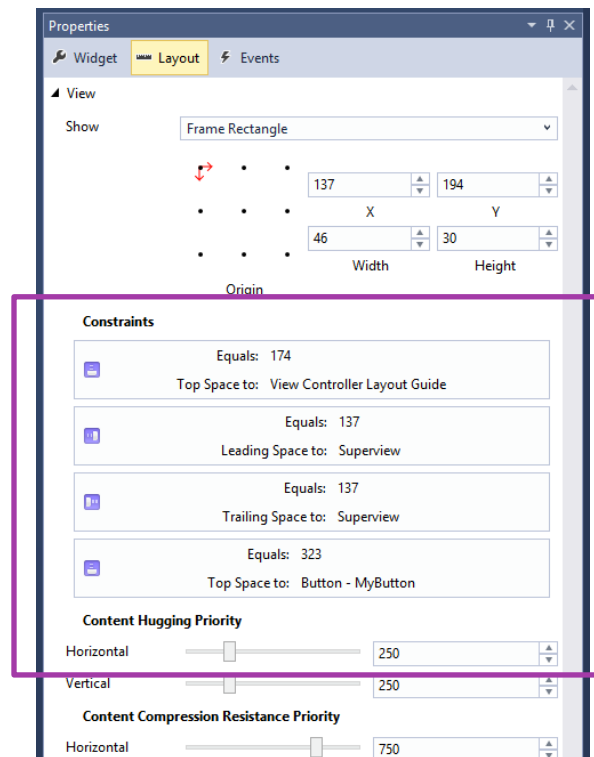 Properties
Widget Layout Events
View
Show Frame Rectangle
137 194
X Y
46 30
Width Height
Origin
Constraints
Equals: 174
Top Space to: View Controller Layout Guide
Equals: 137
Leading Space to: Superview
Equals: 137
Trailing Space to: Superview
Equals: 323
Top Space to: Button - MyButton
Content Hugging Priority
Horizontal 250
Vertical 250
Content Compression Resistance Priority
Horizontal 750